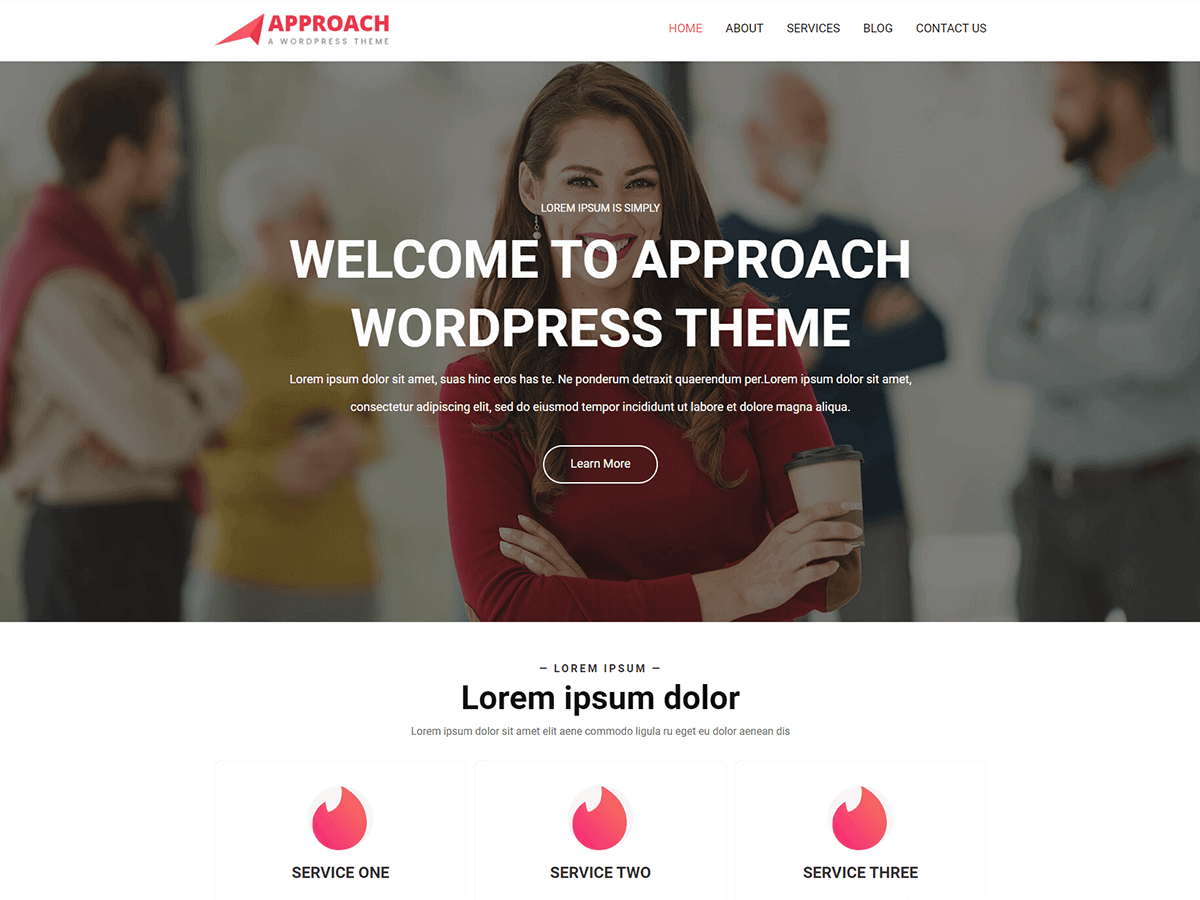 APPROACH
A WORDPRESS THEME
HOME ABOUT SERVICES BLOG CONTACT US
LOREM IPSUM IS SIMPLY
WELCOME TO APPROACH
WORDPRESS THEME
Lorem ipsum dolor sit amet, suas hinc eros has te. Ne ponderum detraxit quaerendum per.Lorem ipsum dolor sit amet,
consectetur adipiscing elit, sed do eiusmod tempor incididunt ut labore et dolore magna aliqua.
Learn More
— LOREM IPSUM —
Lorem ipsum dolor
Lorem ipsum dolor sit amet elit aene commodo ligula ru eget eu dolor aenean dis
SERVICE ONE
SERVICE TWO
SERVICE THREE